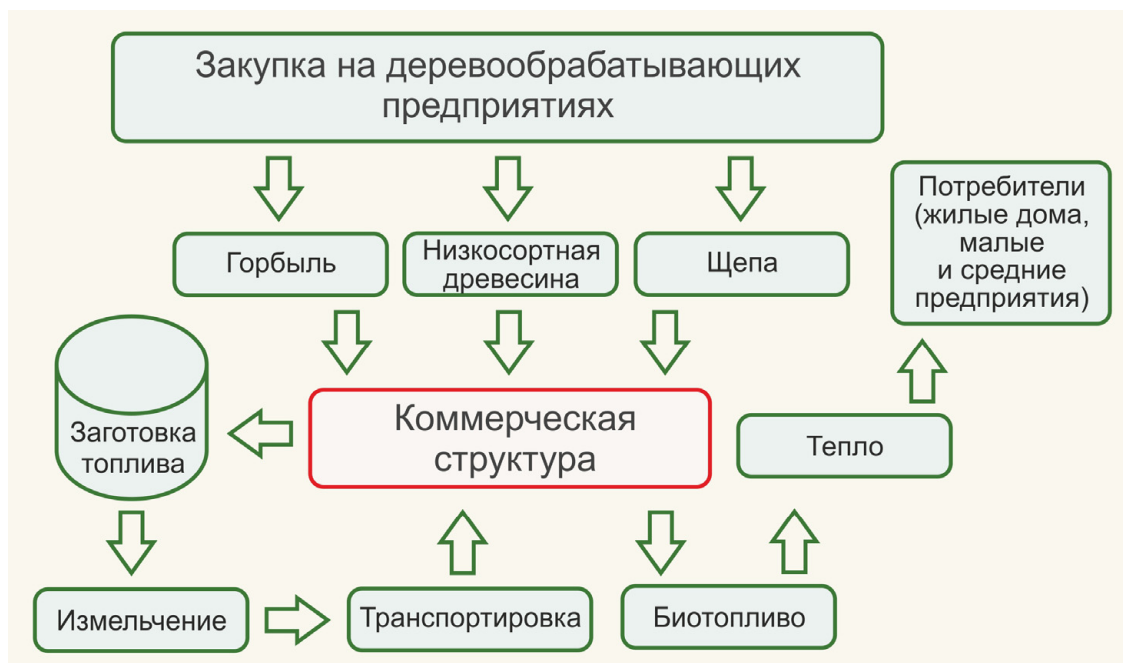 Закупка на деревообрабатывающих
предприятиях
Потребители
(жилые дома,
малые
и средние
предприятия)
Горбыль
Низкосортная
древесина
Щепа
Заготовка
топлива
Коммерческая
структура
Тепло
Измельчение
Транспортировка
Биотопливо